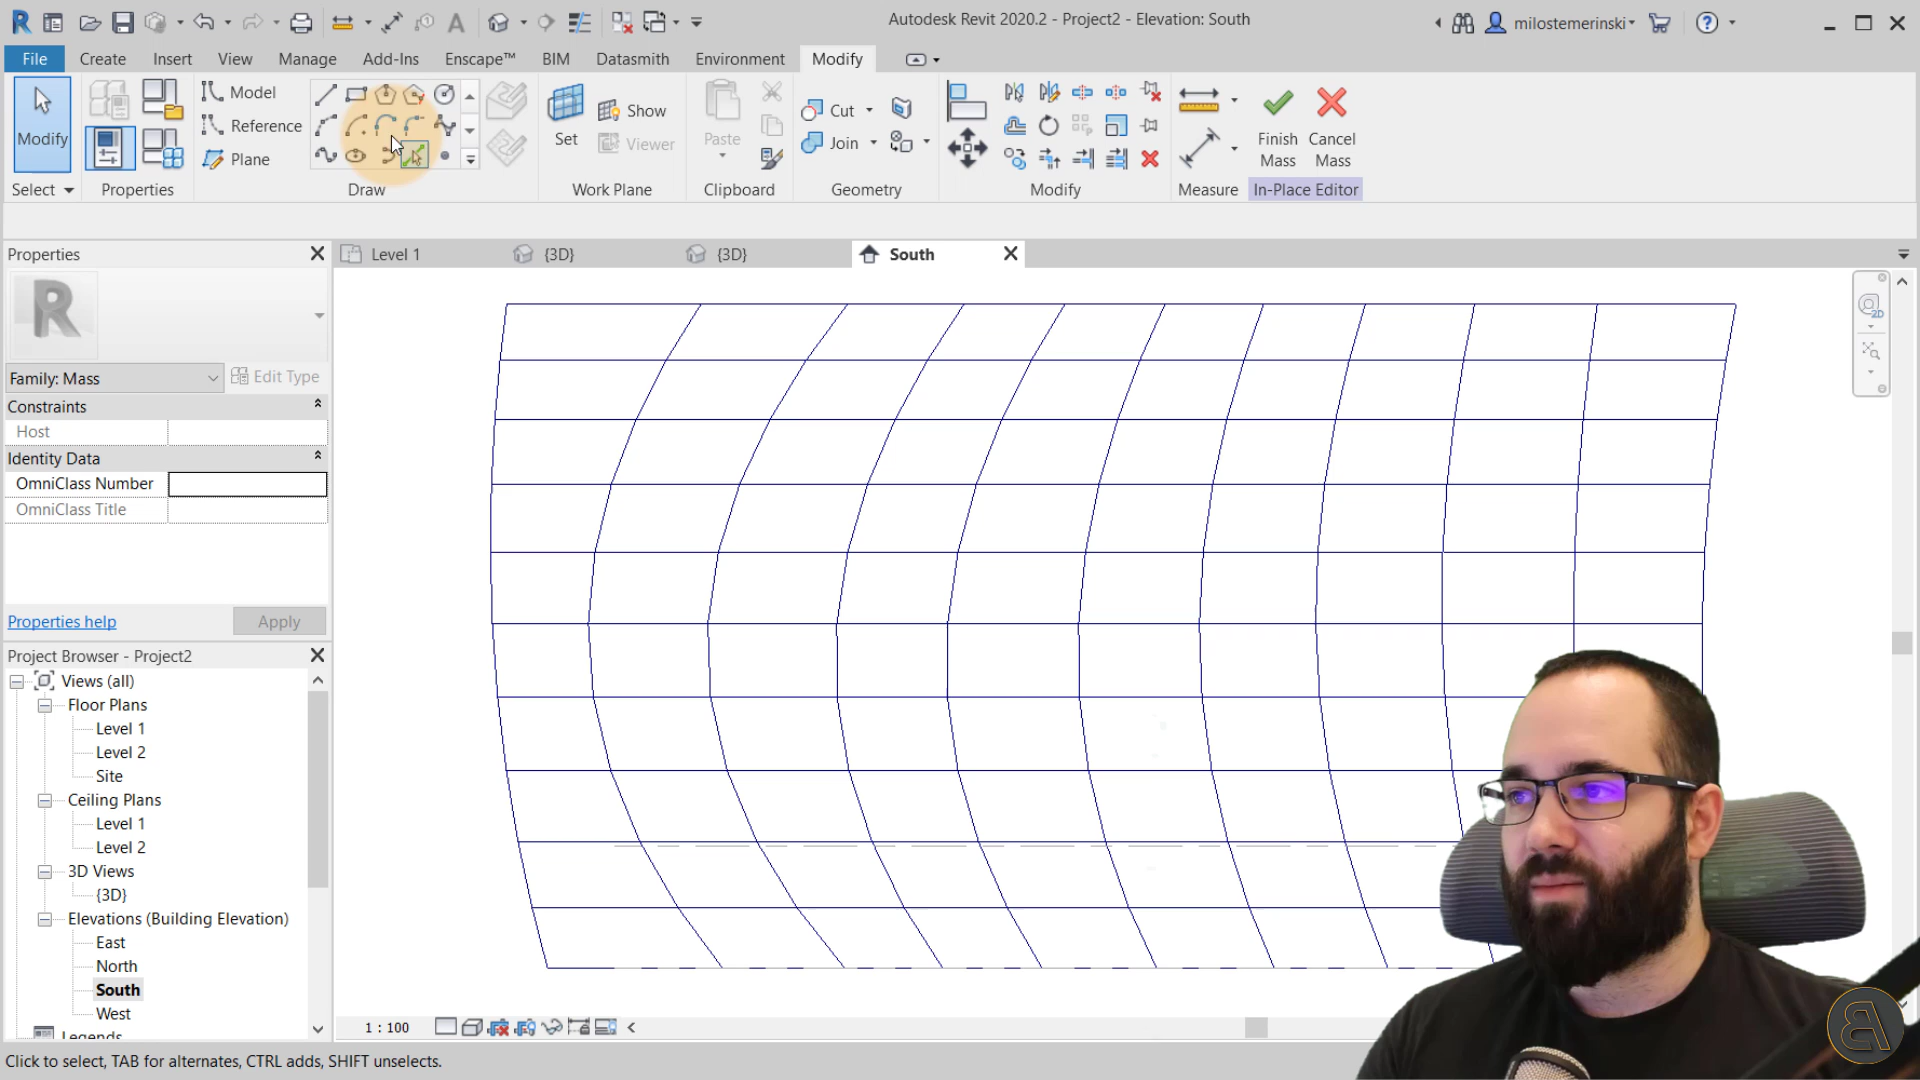 Autodesk Revit 2020.2 - Project2 - Elevation: South
milostemerinski
File Create Insert View Manage Add-Ins Enscape™ BIM Datasmith Environment Modify
Modify
Model
Reference
Plane
Set
Show
Viewer
Paste
Cut
Join
Finish Mass
Cancel Mass
Select Properties Draw Work Plane Clipboard Geometry Modify Measure In-Place Editor
Properties
Level 1 {3D} {3D} South
R
Family: Mass Edit Type
Constraints
Host
Identity Data
OmniClass Number
OmniClass Title
Properties help Apply
Project Browser - Project2
Views (all)
Floor Plans
Level 1
Level 2
Site
Ceiling Plans
Level 1
Level 2
3D Views
{3D}
Elevations (Building Elevation)
East
North
South
West
Legends
1 : 100
Click to select, TAB for alternates, CTRL adds, SHIFT unselects.